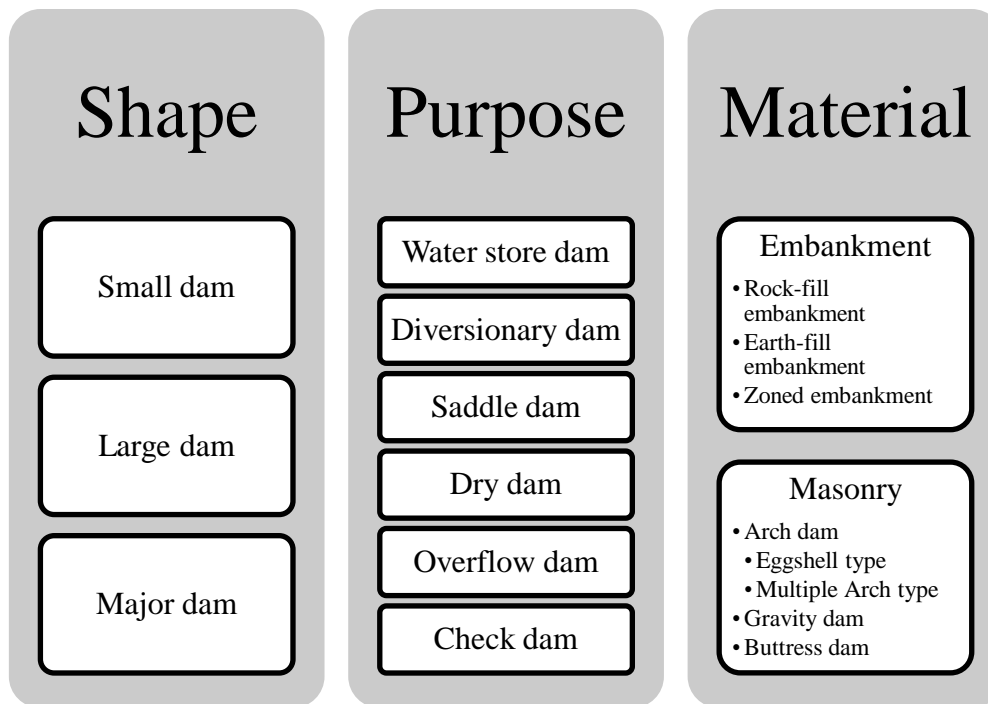 Shape
Small dam
Large dam
Major dam
Purpose
Water store dam
Diversionary dam
Saddle dam
Dry dam
Overflow dam
Check dam
Material
Embankment
• Rock-fill
embankment
• Earth-fill
embankment
• Zoned embankment
Masonry
• Arch dam
• Eggshell type
• Multiple Arch type
• Gravity dam
• Buttress dam